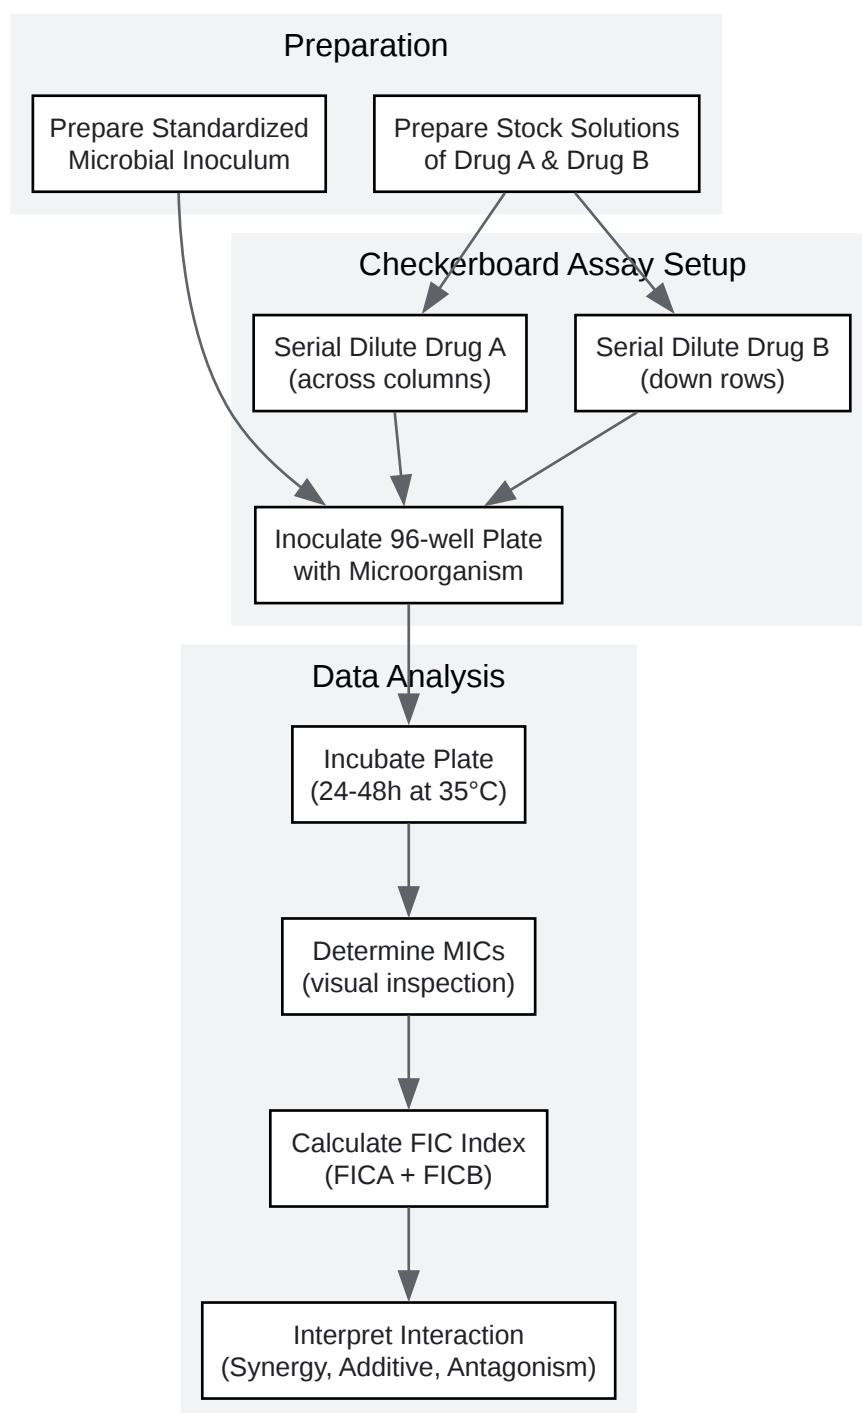 Preparation
Prepare Standardized
Microbial Inoculum
Prepare Stock Solutions
of Drug A & Drug B
Checkerboard Assay Setup
Serial Dilute Drug A
(across columns)
Serial Dilute Drug B
(down rows)
Inoculate 96-well Plate
with Microorganism
Data Analysis
Incubate Plate
(24-48h at 35°C)
Determine MICs
(visual inspection)
Calculate FIC Index
(FICA + FICB)
Interpret Interaction
(Synergy, Additive, Antagonism)